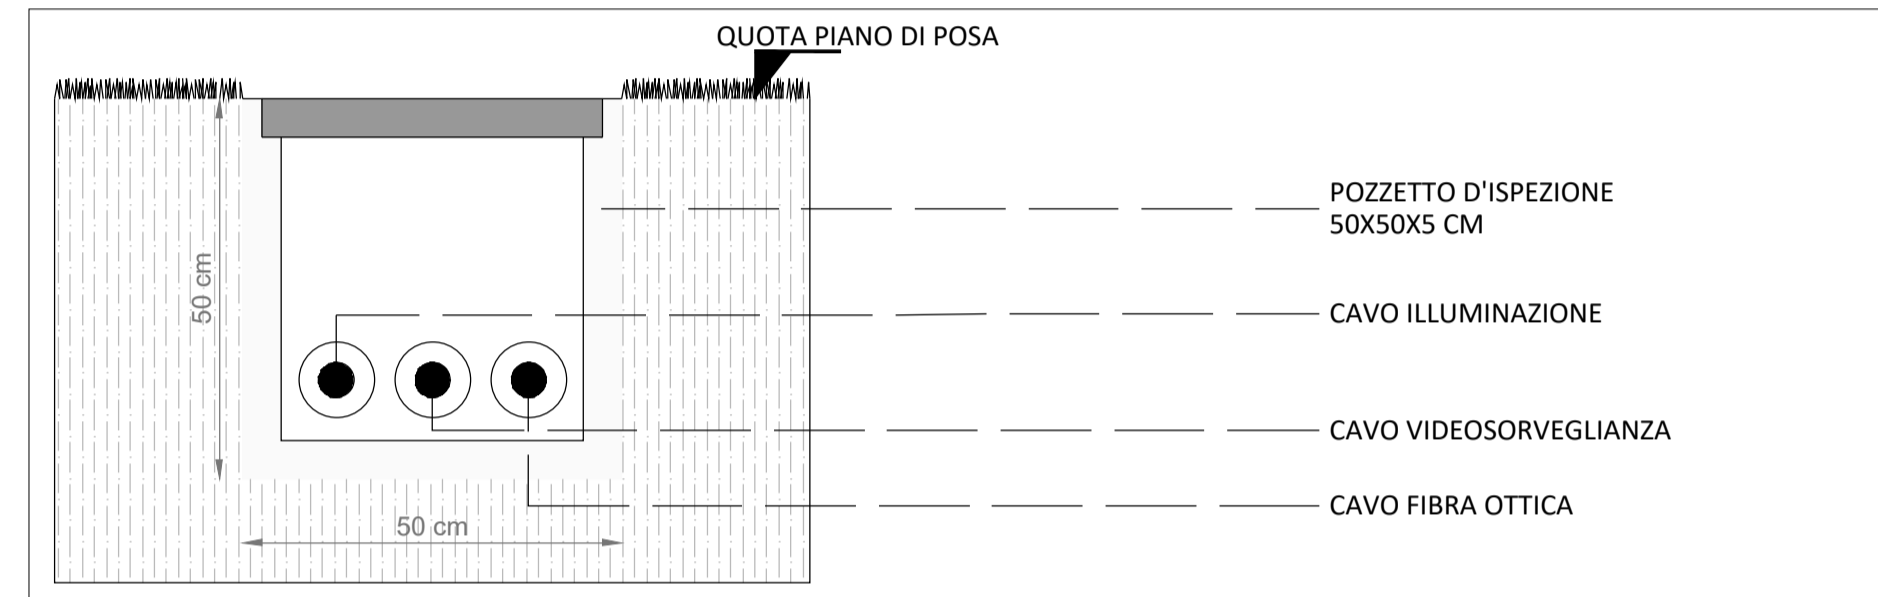 QUOTA PIANO DI POSA
POZZETTO D'ISPEZIONE
50X50X5 CM
50 cm
CAVO ILLUMINAZIONE
CAVO VIDEOSORVEGLIANZA
CAVO FIBRA OTTICA
50 cm